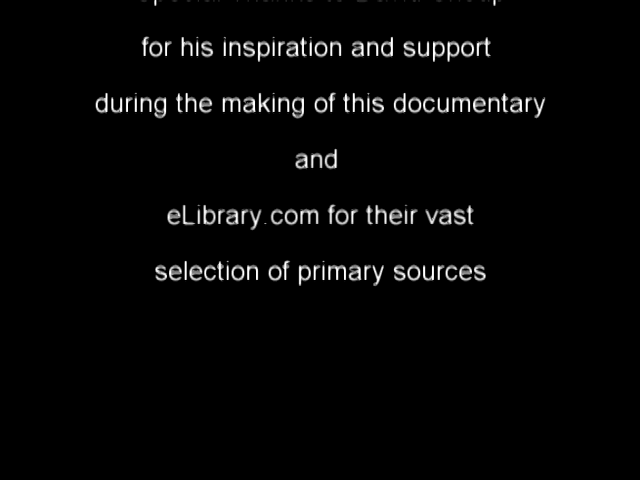 for his inspiration and support
during the making of this documentary
and
eLibrary.com for their vast
selection of primary sources